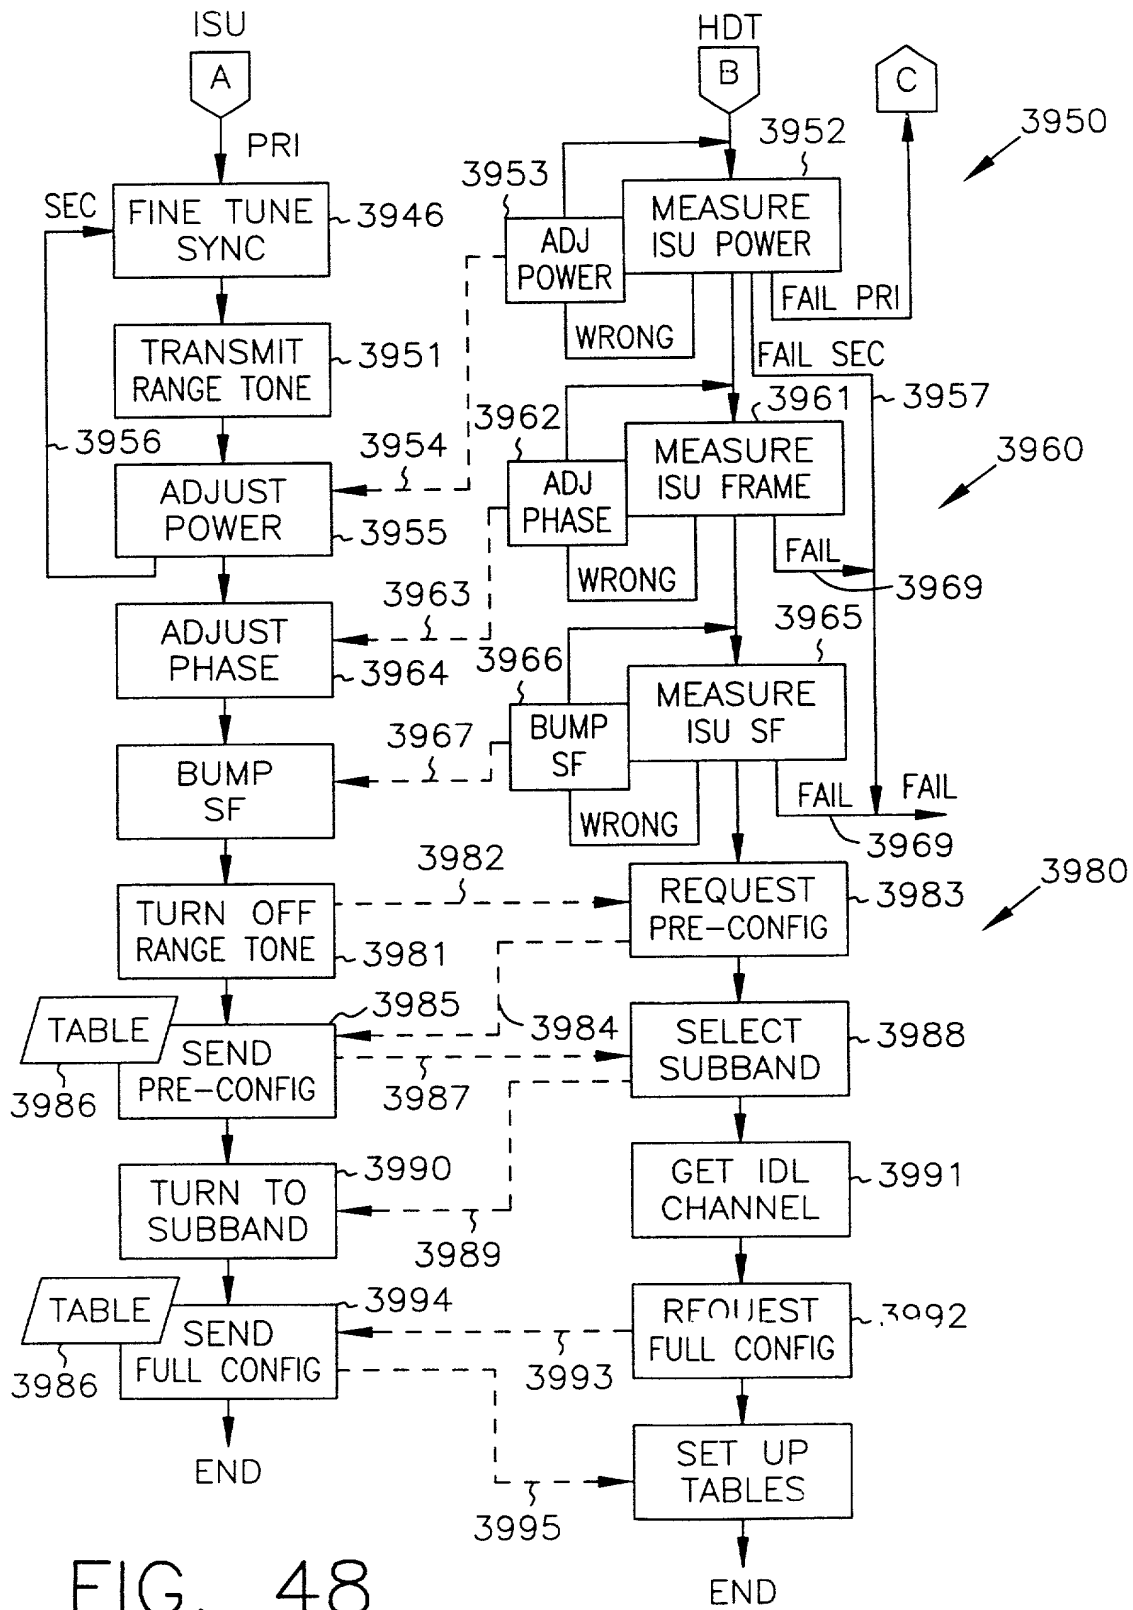 ISU
A
PRI
SEC
FINE TUNE
SYNC
3946
TRANSMIT
RANGE TONE
3951
3956
ADJUST
POWER
3955
3954
ADJUST
PHASE
3964
3963
BUMP
SF
3967
TURN OFF
RANGE TONE
3981
3982
TABLE
3986
SEND
PRE-CONFIG
3985
3984
3987
TURN TO
SUBBAND
3990
3989
TABLE
3986
SEND
FULL CONFIG
3994
3993
3995
END
HDT
B
C
3950
3952
3953
MEASURE
ISU POWER
ADJ
POWER
WRONG
FAIL PRI
FAIL SEC
3957
3960
3961
3962
MEASURE
ISU FRAME
ADJ
PHASE
WRONG
FAIL
3969
3965
3966
MEASURE
ISU SF
BUMP
SF
WRONG
FAIL
FAIL
3969
3980
REQUEST
PRE-CONFIG
3983
SELECT
SUBBAND
3988
GET IDL
CHANNEL
3991
REQUEST
FULL CONFIG
3992
SET UP
TABLES
END
FIG. 48